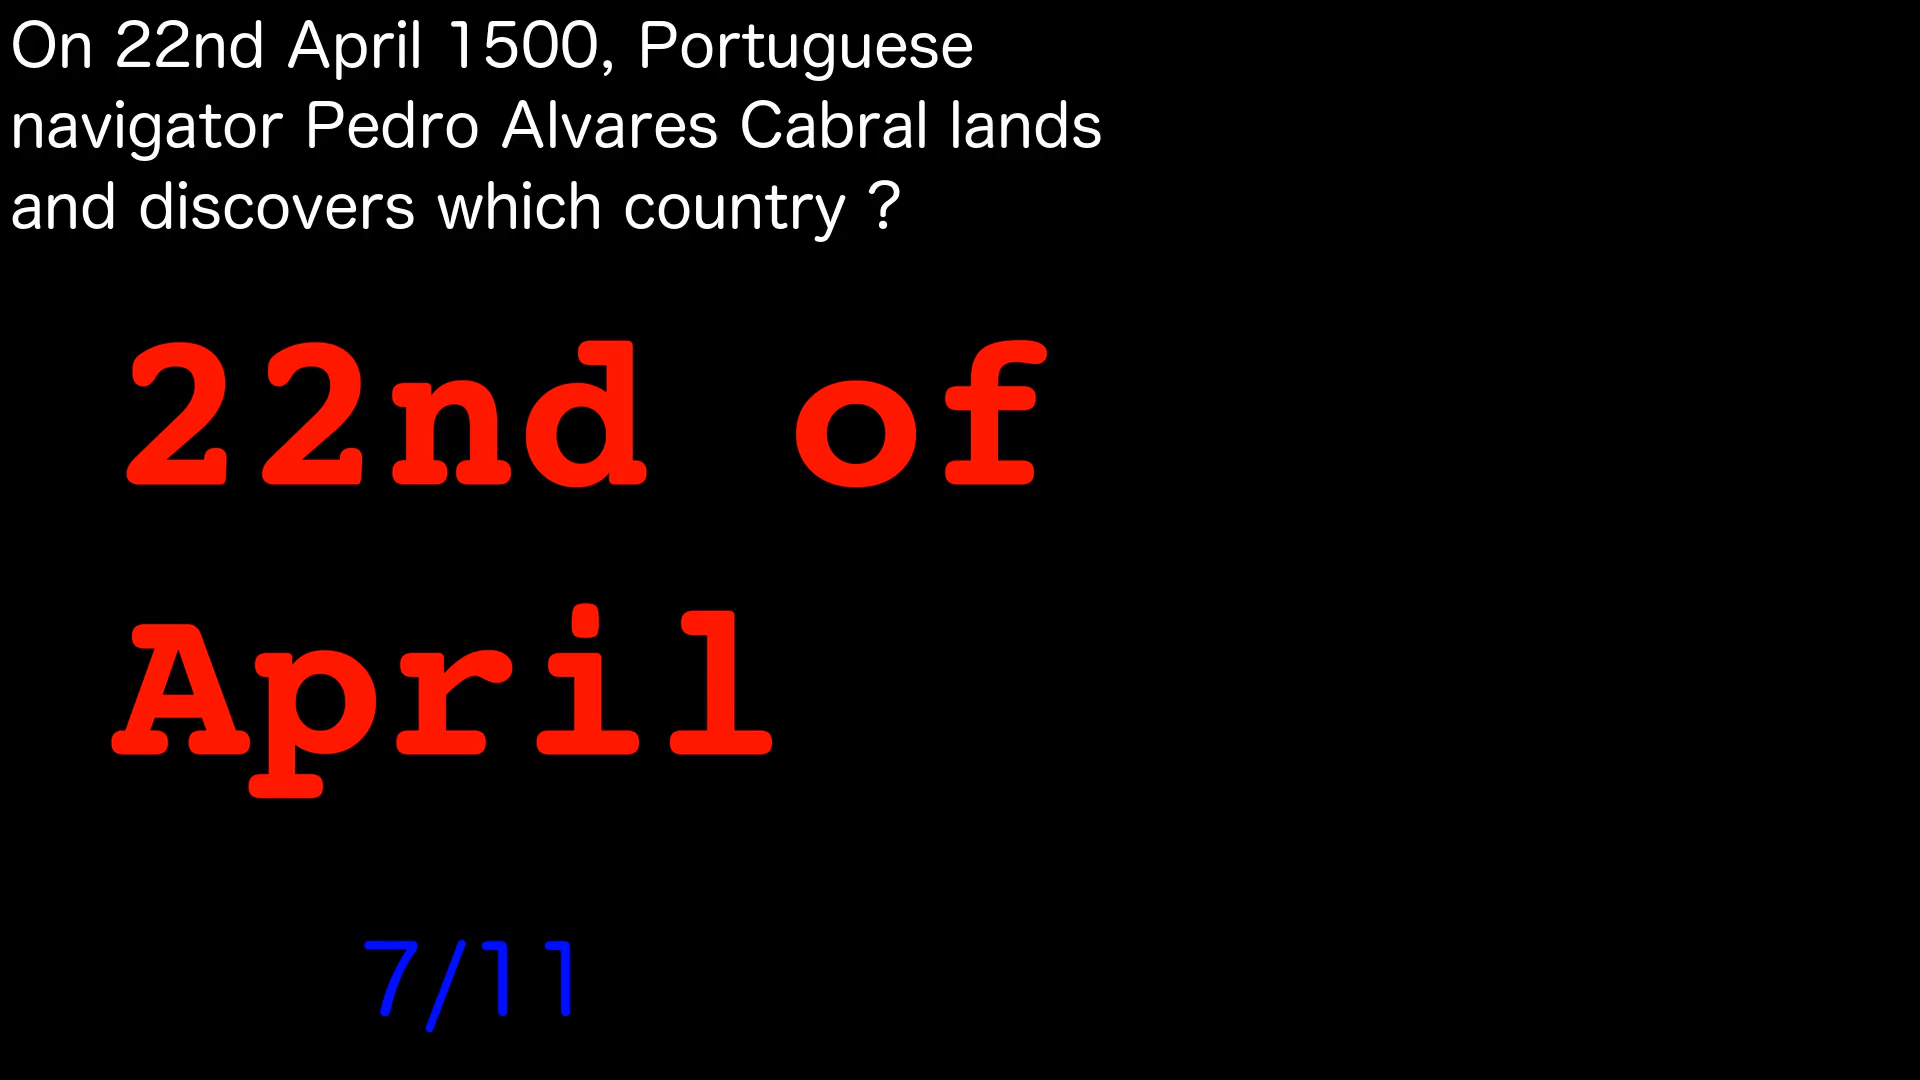 On 22nd April 1500, Portuguese
navigator Pedro Alvares Cabral lands
and discovers which country ?
22nd of
April
7/11